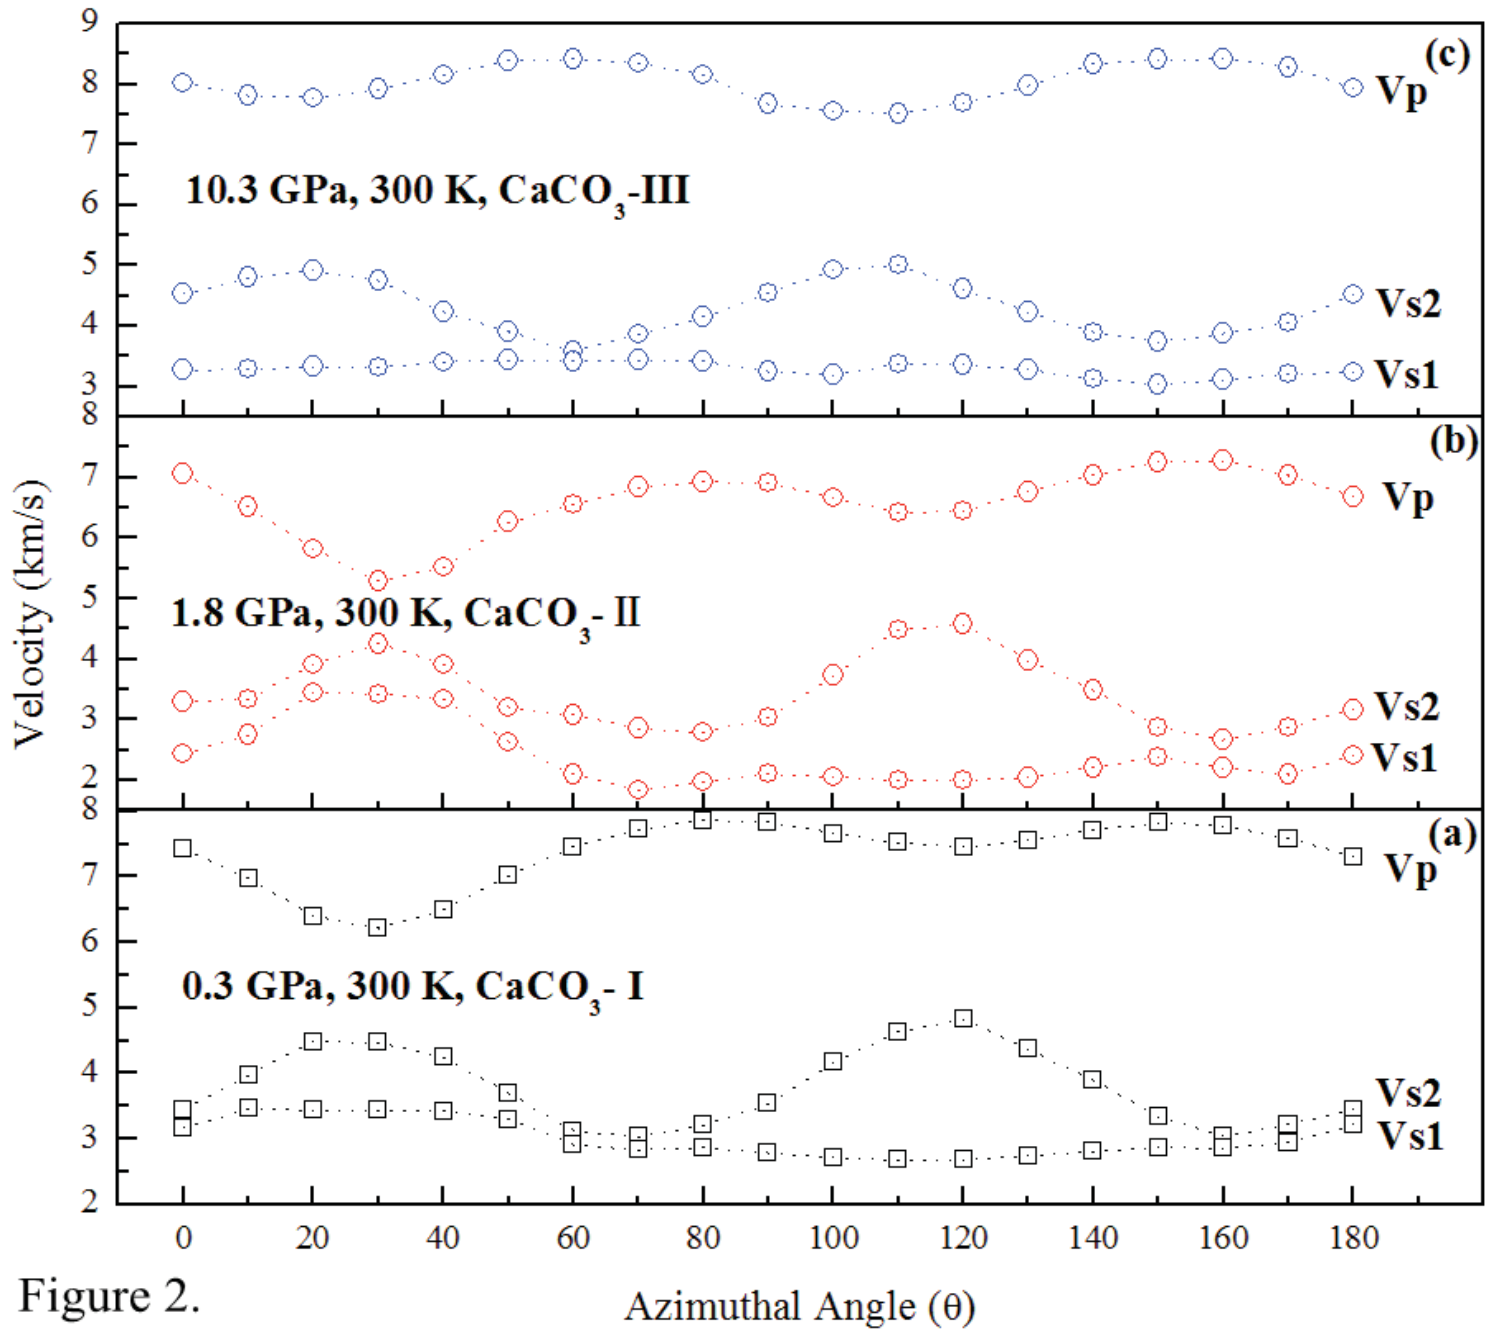 9
(c)
8
Vp
7
10.3 GPa, 300 K, CaCO3-III
6
5
Vs2
4
Vs1
3
8
(b)
7
Vp
6
5
1.8 GPa, 300 K, CaCO3- II
4
3
Vs2
Vs1
2
8
(a)
7
Vp
6
0.3 GPa, 300 K, CaCO3- I
5
4
Vs2
3
Vs1
2
Velocity (km/s)
0 20 40 60 80 100 120 140 160 180
Figure 2.
Azimuthal Angle (θ)